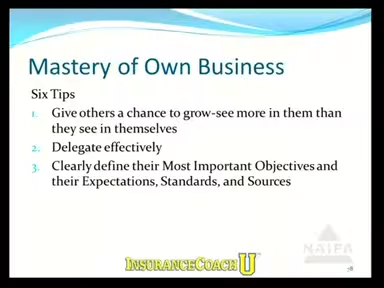 Mastery of Own Business
Six Tips
1. Give others a chance to grow-see more in them than
they see in themselves
2. Delegate effectively
3. Clearly define their Most Important Objectives and
their Expectations, Standards, and Sources
NAIFA
INSURANCECOACH U
38